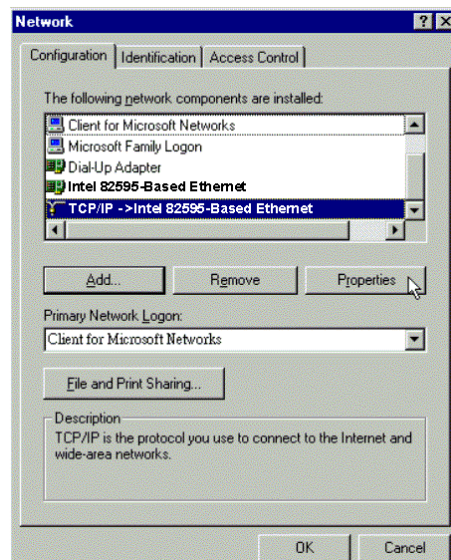 Network
Configuration Identification Access Control
The following network components are installed:
Client for Microsoft Networks
Microsoft Family Logon
Dial-Up Adapter
Intel 82595-Based Ethernet
TCP/IP ->Intel 82595-Based Ethernet
Add... Remove Properties
Primary Network Logon:
Client for Microsoft Networks
File and Print Sharing...
Description
TCP/IP is the protocol you use to connect to the Internet and
wide-area networks.
OK Cancel